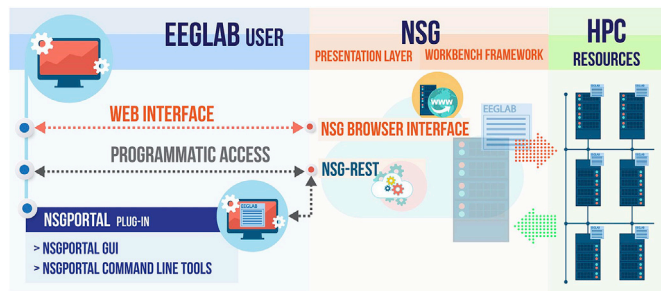 EEGLAB USER
NSG
PRESENTATION LAYER
WORKBENCH FRAMEWORK
HPC
RESOURCES
WEB INTERFACE
PROGRAMMATIC ACCESS
WWW
EEGLAB
NSG BROWSER INTERFACE
NSG-REST
NSGPORTAL PLUG-IN
EEGLAB
> NSGPORTAL GUI
> NSGPORTAL COMMAND LINE TOOLS